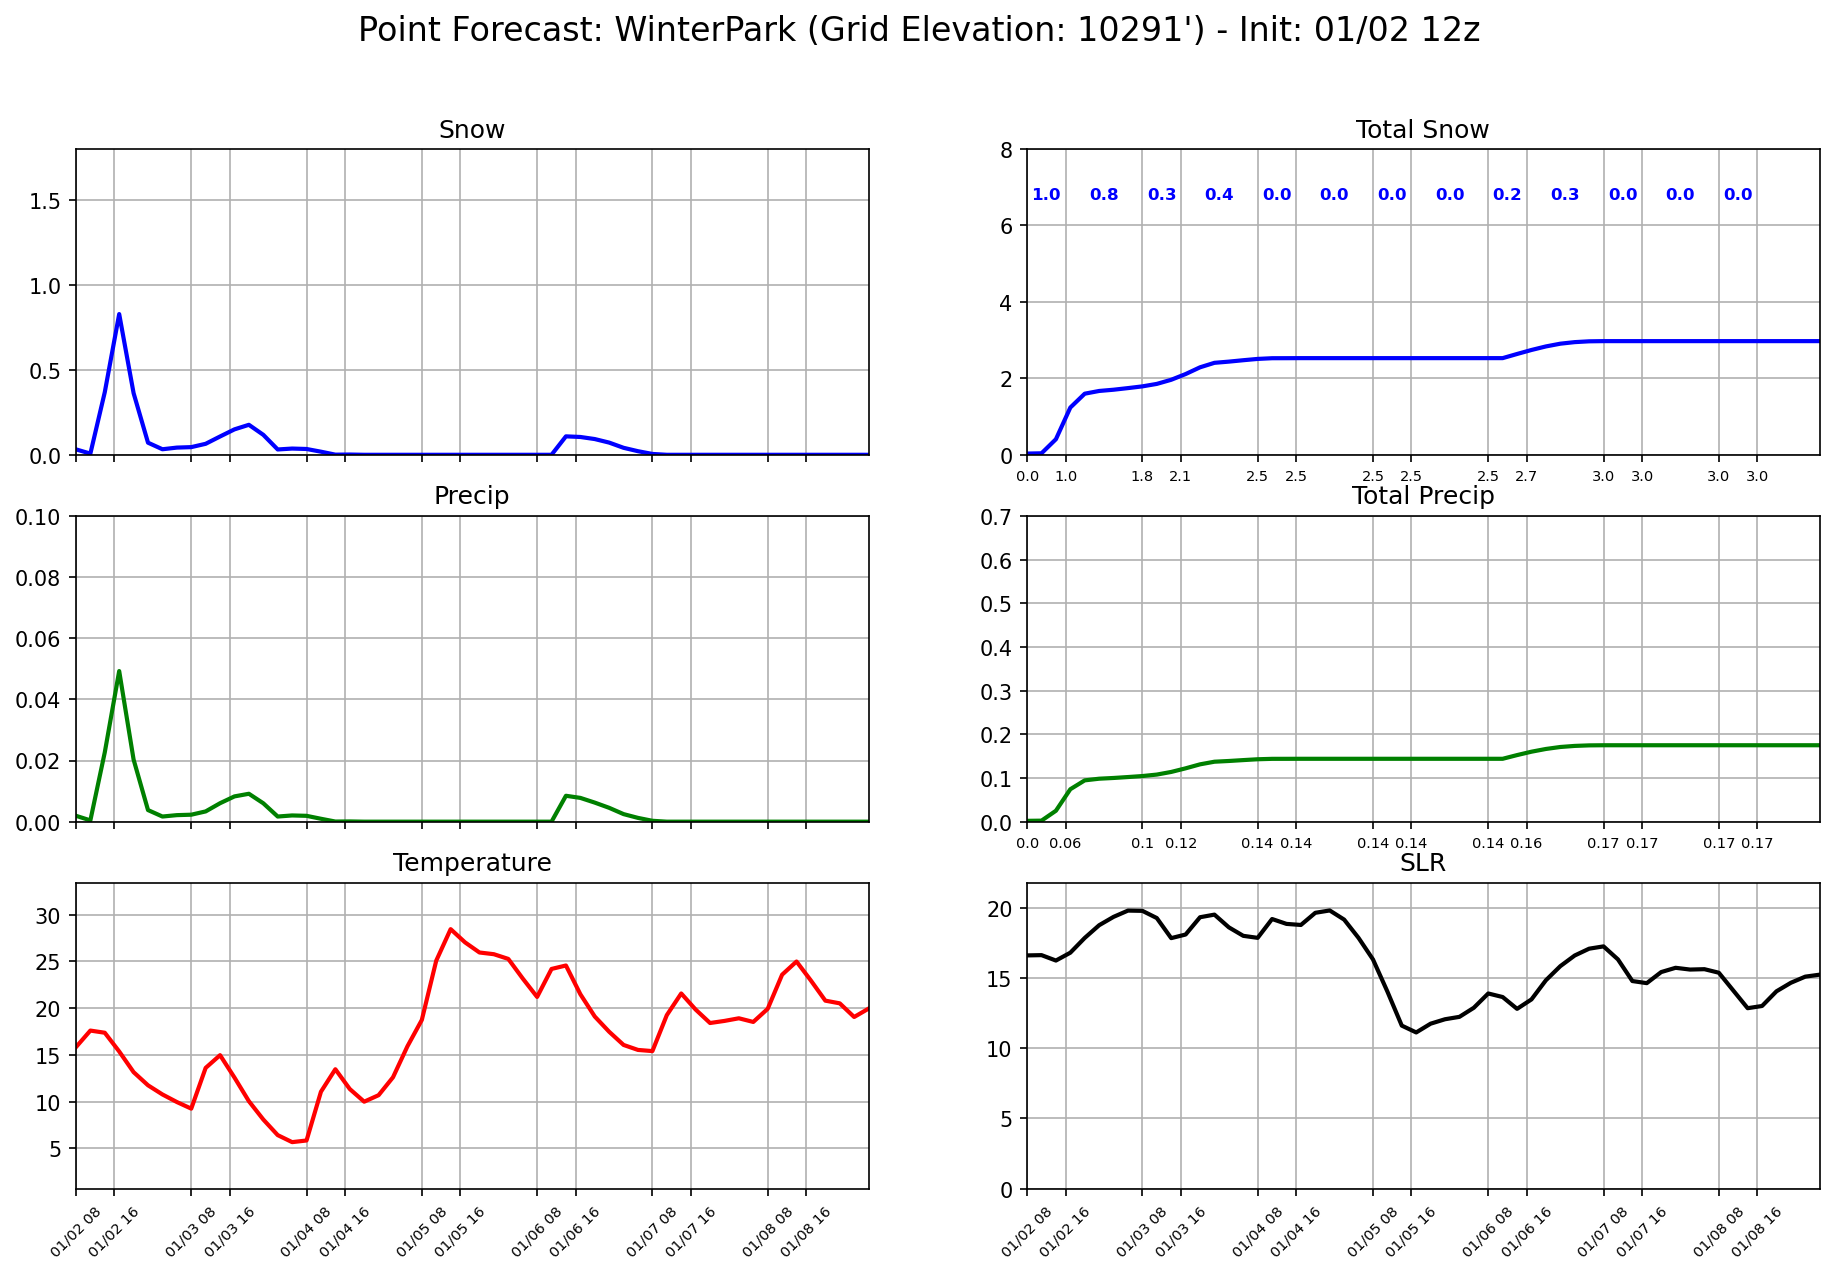 Point Forecast: WinterPark (Grid Elevation: 10291') - Init: 01/02 12z
Snow
1.5
1.0
0.5
0.0
Total Snow
8
6
4
2
0
1.0 0.8 0.3 0.4 0.0 0.0 0.0 0.0 0.2 0.3 0.0 0.0 0.0
0.0 1.0 1.8 2.1 2.5 2.5 2.5 2.5 2.5 2.7 3.0 3.0 3.0 3.0
Precip
0.10
0.08
0.06
0.04
0.02
0.00
Total Precip
0.7
0.6
0.5
0.4
0.3
0.2
0.1
0.0
0.0 0.06 0.1 0.12 0.14 0.14 0.14 0.14 0.14 0.16 0.17 0.17 0.17 0.17
Temperature
30
25
20
15
10
5
01/02 08 01/02 16 01/03 08 01/03 16 01/04 08 01/04 16 01/05 08 01/05 16 01/06 08 01/06 16 01/07 08 01/07 16 01/08 08 01/08 16
SLR
20
15
10
5
0
01/02 08 01/02 16 01/03 08 01/03 16 01/04 08 01/04 16 01/05 08 01/05 16 01/06 08 01/06 16 01/07 08 01/07 16 01/08 08 01/08 16